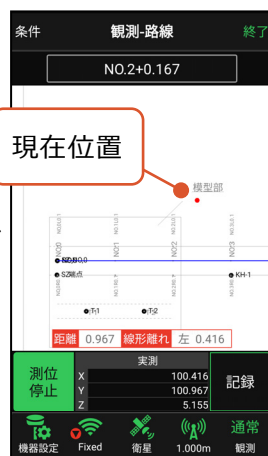 条件 観測-路線 終了
NO.2+0.167
現在位置
模型部
NO.0
NO.1
NO.2
NO.3
SZ端点
KH-1
T-1
T-2
距離 0.967 線形離れ 左 0.416
測位停止
実測
X 100.416
Y 100.967
Z 5.155
記録
機器設定 Fixed 衛星 1.000m 通常
観測